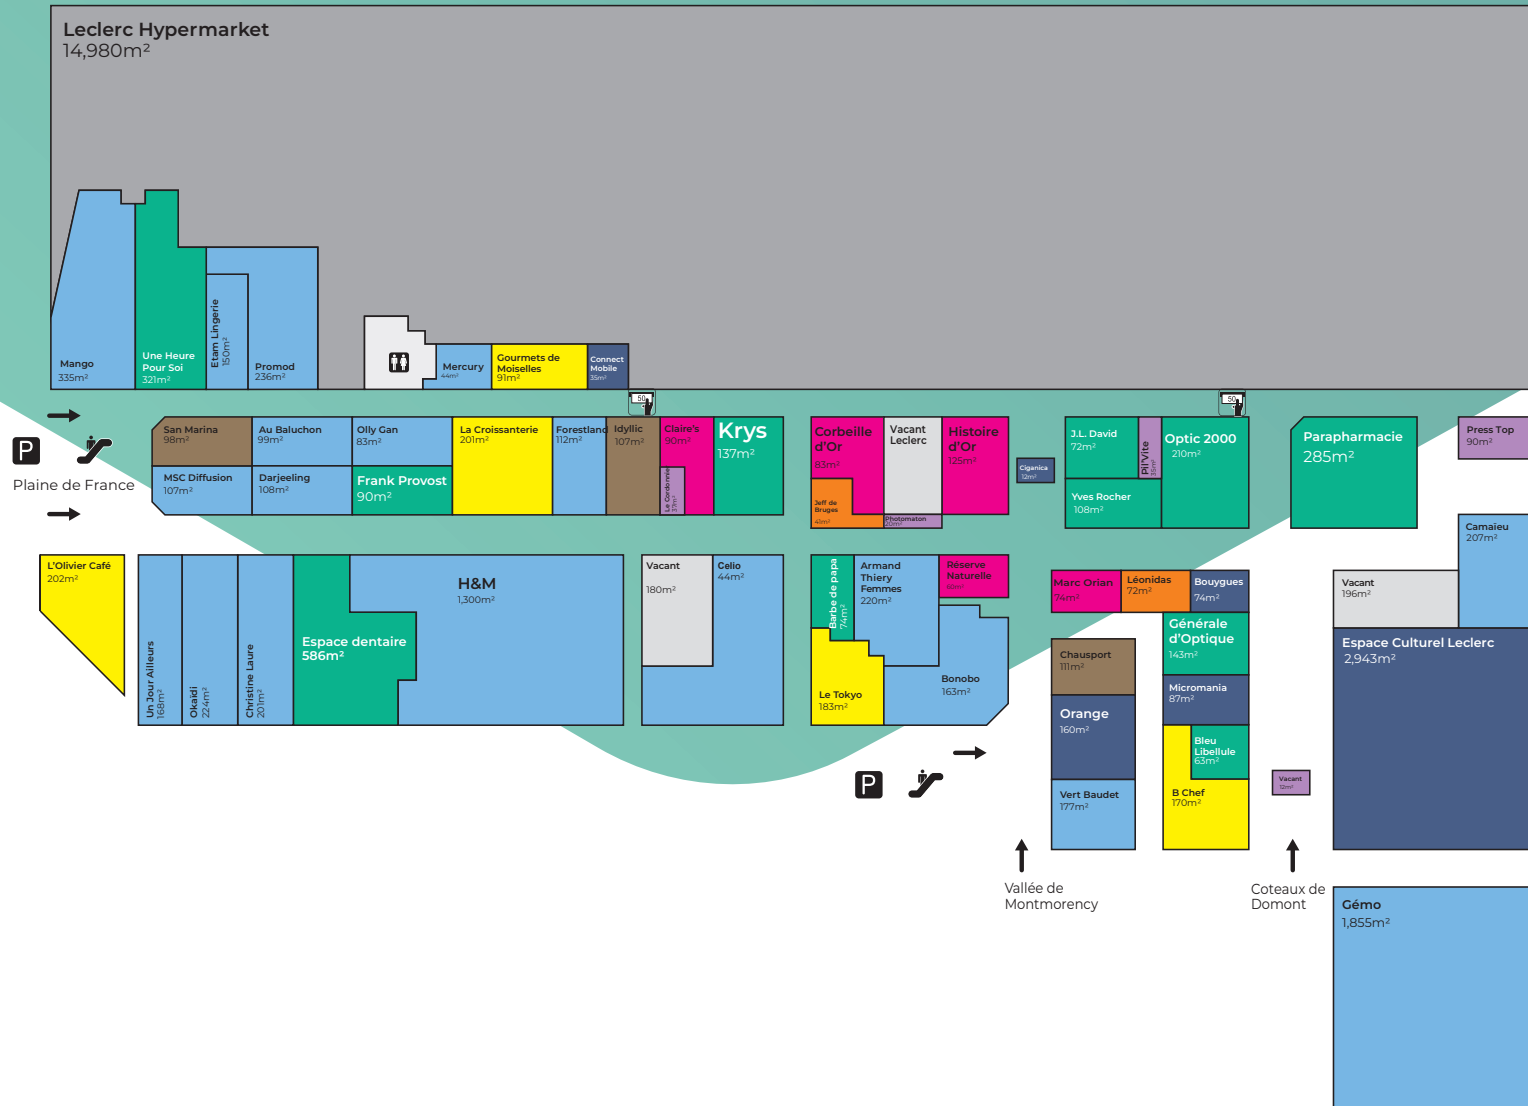 Leclerc Hypermarket
14,980m²
Mango
335m²
Une Heure
Pour Soi
321m²
Etam Lingerie
150m²
Promod
236m²
Mercury
44m²
Gourmets de
Moiselles
91m²
Connect
Mobile
35m²
50
50
P
Plaine de France
San Marina
98m²
Au Baluchon
99m²
Olly Gan
83m²
La Croissanterie
201m²
Forestland
112m²
Idyllic
107m²
Claire's
90m²
Krys
137m²
MSC Diffusion
107m²
Darjeeling
108m²
Frank Provost
90m²
Le Cordonnier
37m²
Corbeille
d'Or
83m²
Vacant
Leclerc
Histoire
d'Or
125m²
Jeff de
Bruges
41m²
Photomaton
Ciganica
12m²
J.L. David
72m²
Pil'Vite
35m²
Optic 2000
210m²
Yves Rocher
108m²
Parapharmacie
285m²
Press Top
90m²
L'Olivier Café
202m²
Un Jour Ailleurs
168m²
Okaïdi
224m²
Christine Laure
201m²
Espace dentaire
586m²
H&M
1,300m²
Vacant
180m²
Celio
44m²
Barbe de papa
74m²
Armand
Thiery
Femmes
220m²
Réserve
Naturelle
60m²
Le Tokyo
183m²
Bonobo
163m²
Marc Orian
74m²
Léonidas
72m²
Bouygues
74m²
Générale
d'Optique
143m²
Chausport
111m²
Micromania
87m²
Orange
160m²
Bleu
Libellule
63m²
Vert Baudet
177m²
B Chef
170m²
Vacant
12m²
Camaïeu
207m²
Vacant
196m²
Espace Culturel Leclerc
2,943m²
P
Vallée de
Montmorency
Coteaux de
Domont
Gémo
1,855m²